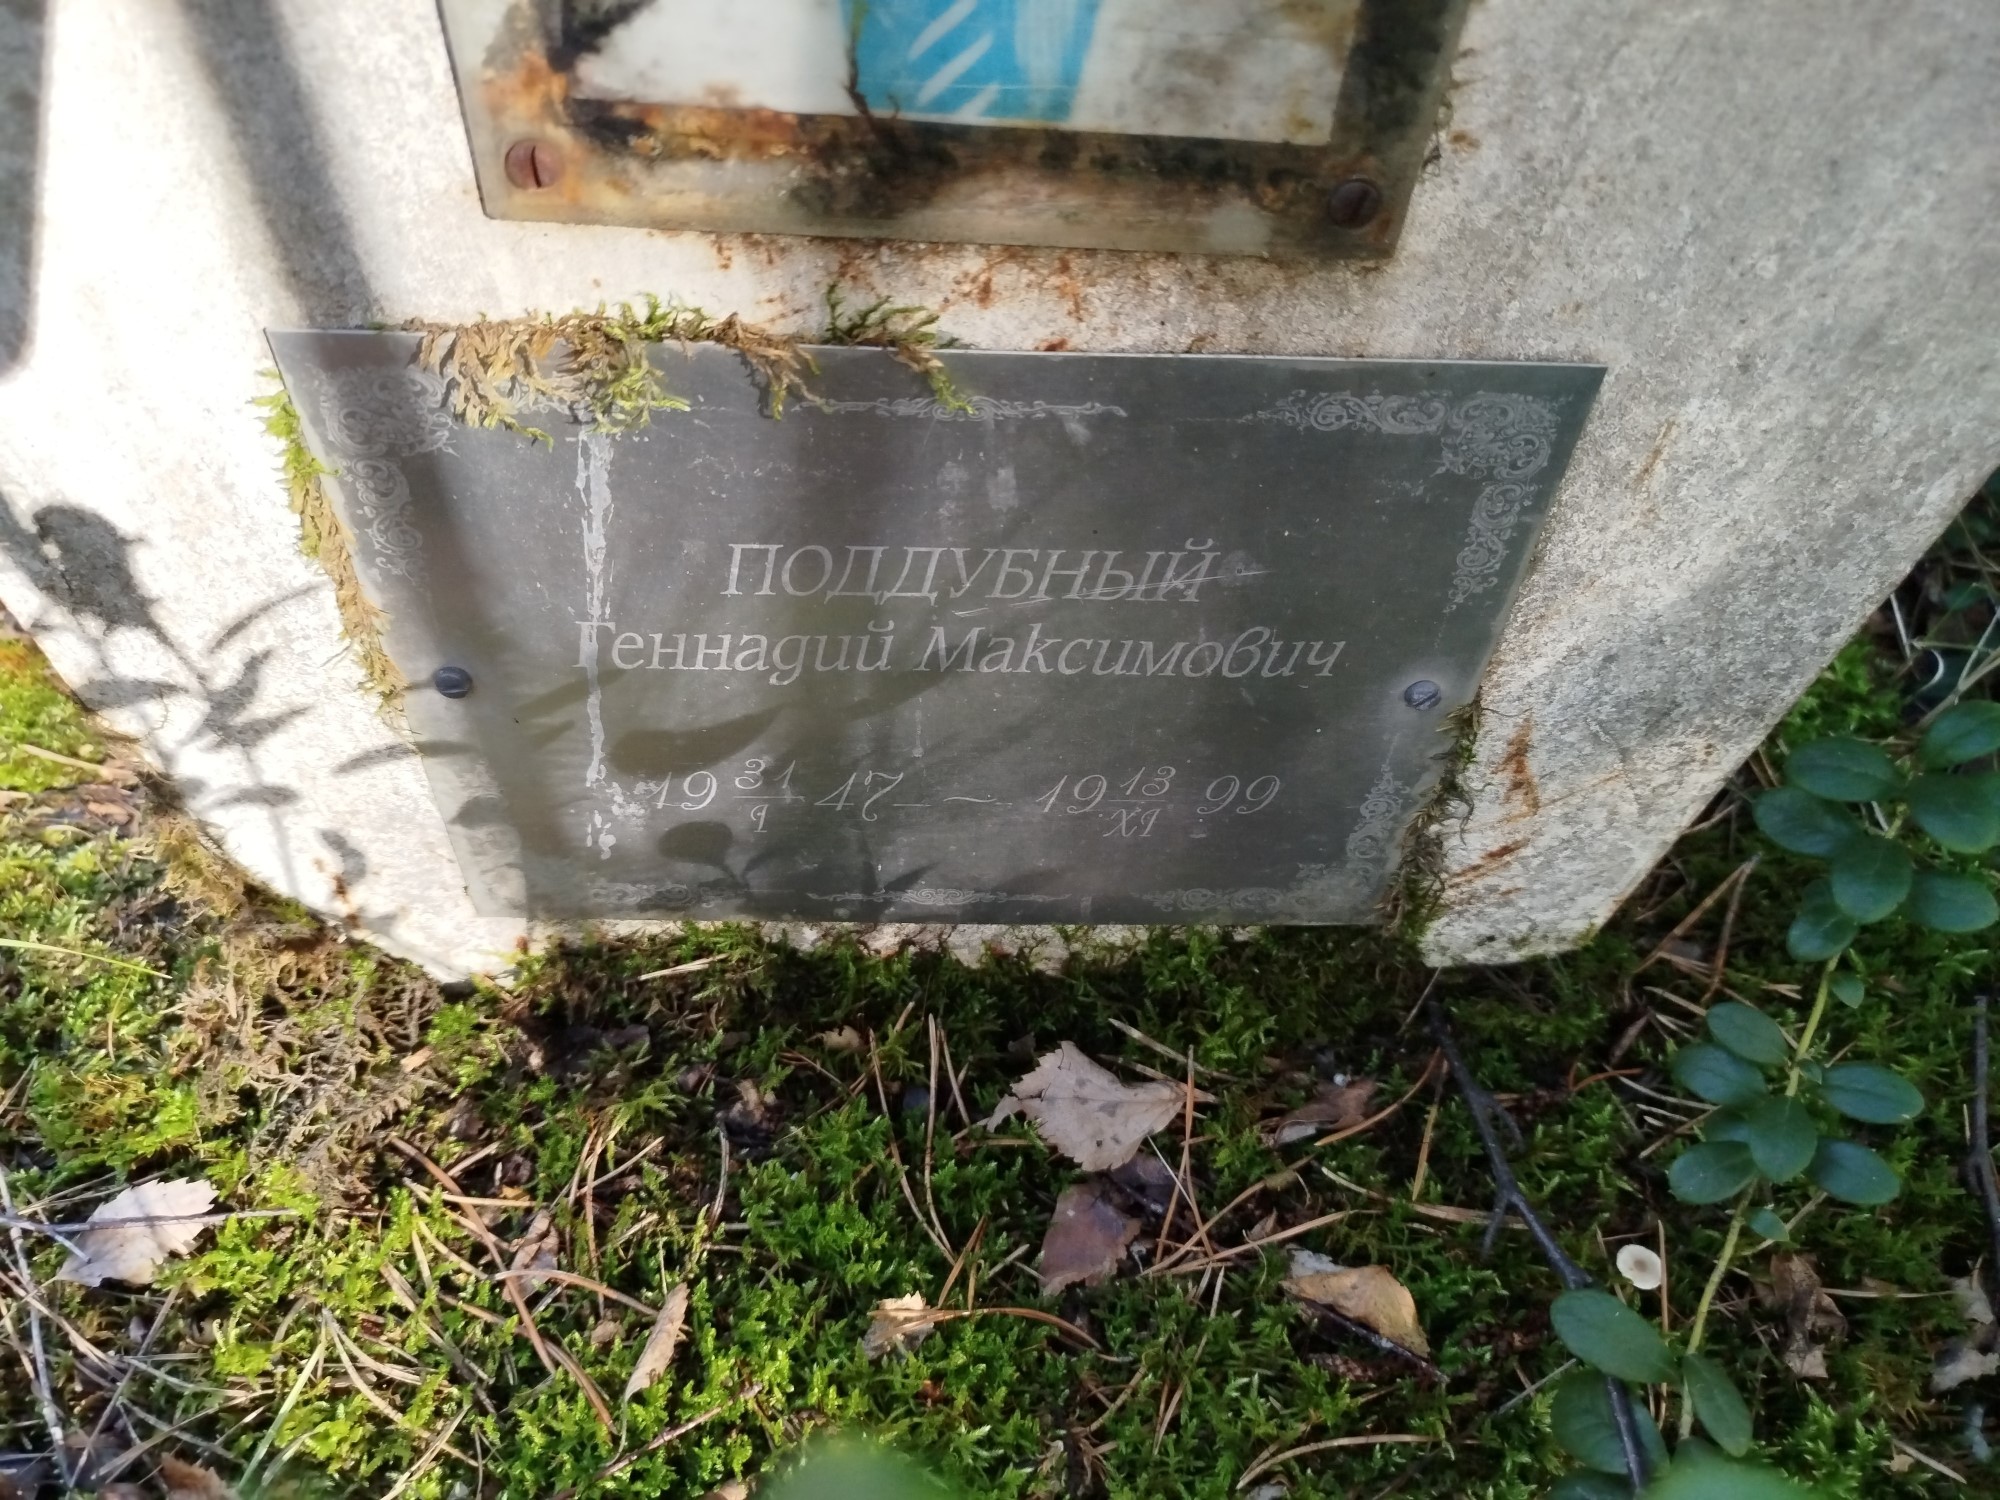 ПОДДУБНЫЙ
Геннадий Максимович
19 31/I 47 ~ 19 13/XI 99